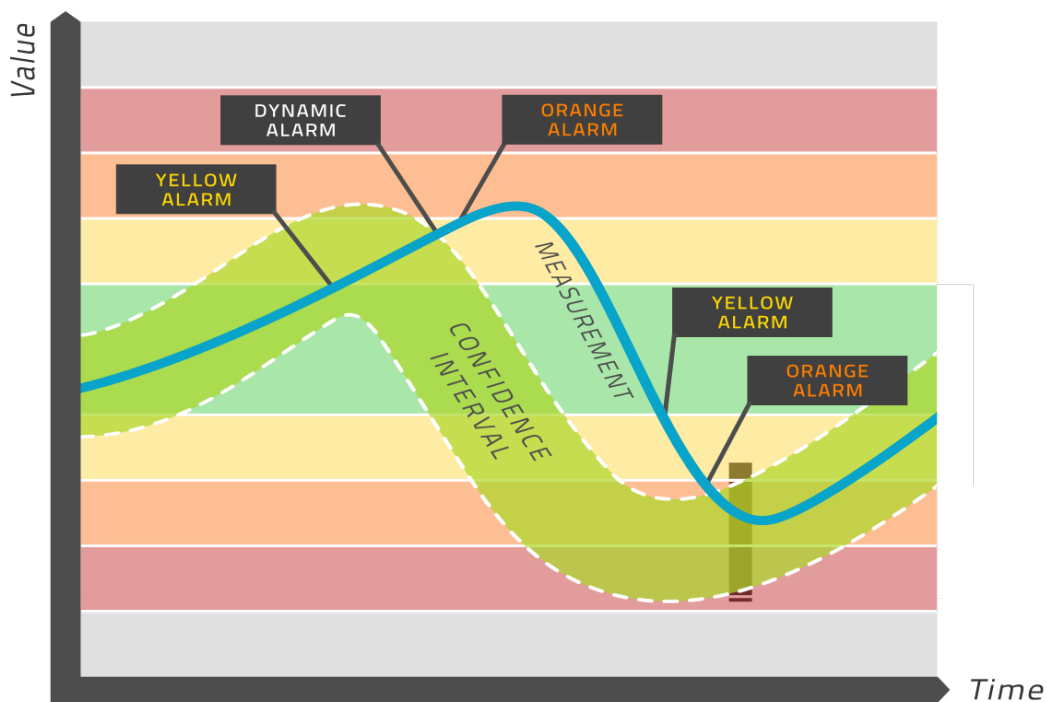 Value
DYNAMIC
ALARM
ORANGE
ALARM
YELLOW
ALARM
MEASUREMENT
CONFIDENCE
INTERVAL
YELLOW
ALARM
ORANGE
ALARM
Time